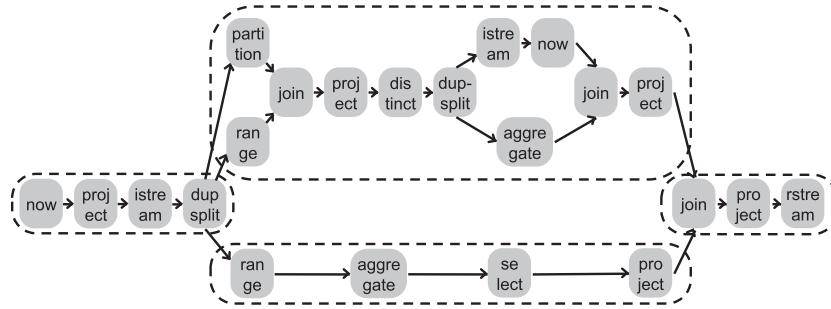 parti
tion
istre
am
now
join
proj
ect
dis
tinct
dup-
split
join
proj
ect
ran
ge
aggre
gate
now
proj
ect
istre
am
dup
split
join
pro
ject
rstre
am
ran
ge
aggre
gate
se
lect
pro
ject